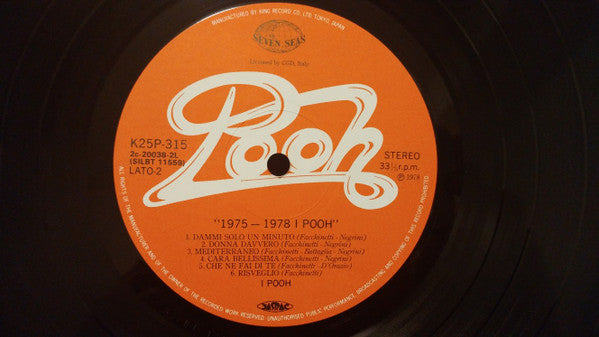 MANUFACTURED BY KING RECORD CO. LTD. TOKYO, JAPAN
SEVEN SEAS
Licensed by CGD, Italy
Pooh
K25P-315
2c-20038-2L
(SILBT 11559)
LATO-2
STEREO
33⅓ r.p.m.
Ⓟ 1978
"1975 — 1978 I POOH"
1. DAMMI SOLO UN MINUTO (Facchinetti - Negrini)
2. DONNA DAVVERO (Facchinetti - Negrini)
3. MEDITERRANEO (Facchinetti - Battaglia - Negrini)
4. CARA BELLISSIMA (Facchinetti - Negrini)
5. CHE NE FAI DI TE (Facchinetti - D'Orazio)
6. RISVEGLIO (Facchinetti)
I POOH
JASRAC
ALL RIGHTS OF THE MANUFACTURER AND OF THE OWNER OF THE RECORDED WORK RESERVED. UNAUTHORISED PUBLIC PERFORMANCE, BROADCASTING AND COPYING OF THIS RECORD PROHIBITED